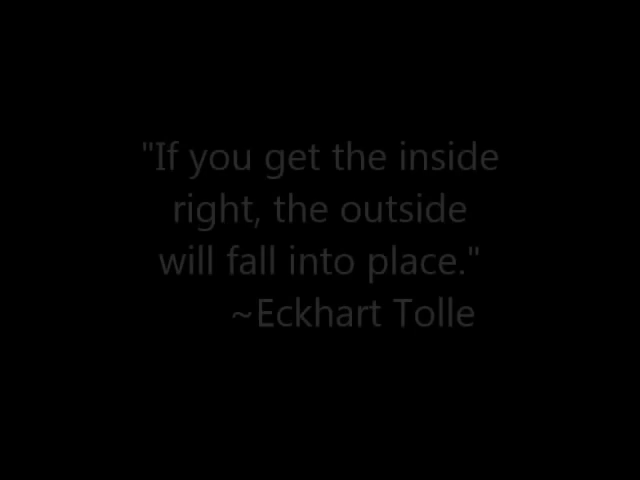 "If you get the inside
right, the outside
will fall into place."
~Eckhart Tolle